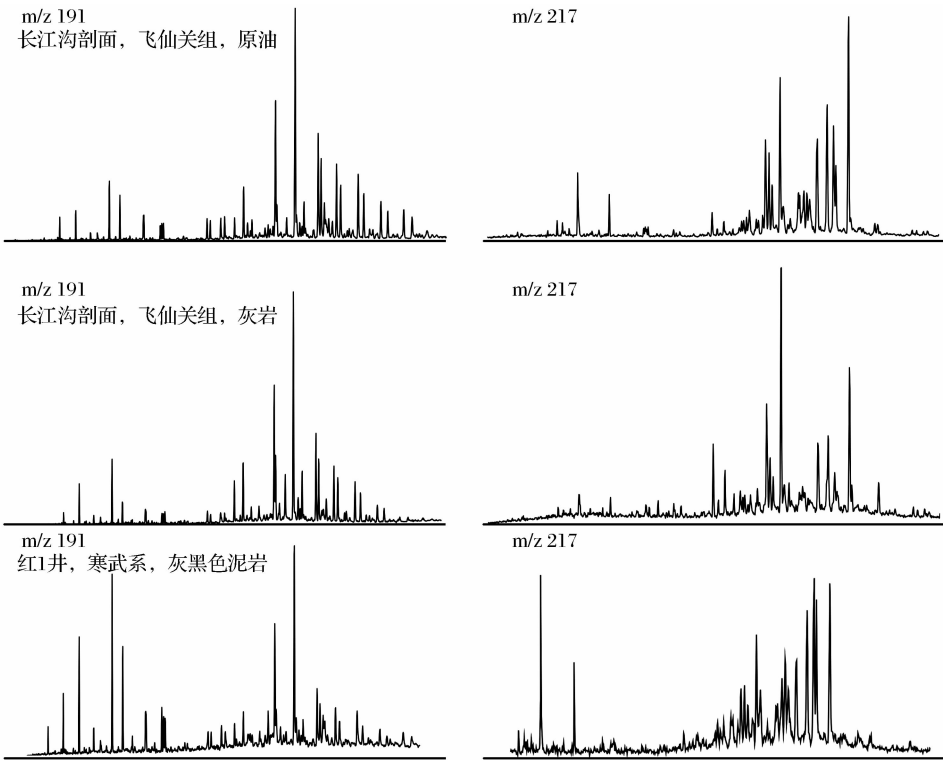 m/z 191
长江沟剖面，飞仙关组，原油
m/z 217
m/z 191
长江沟剖面，飞仙关组，灰岩
m/z 217
m/z 191
红1井，寒武系，灰黑色泥岩
m/z 217